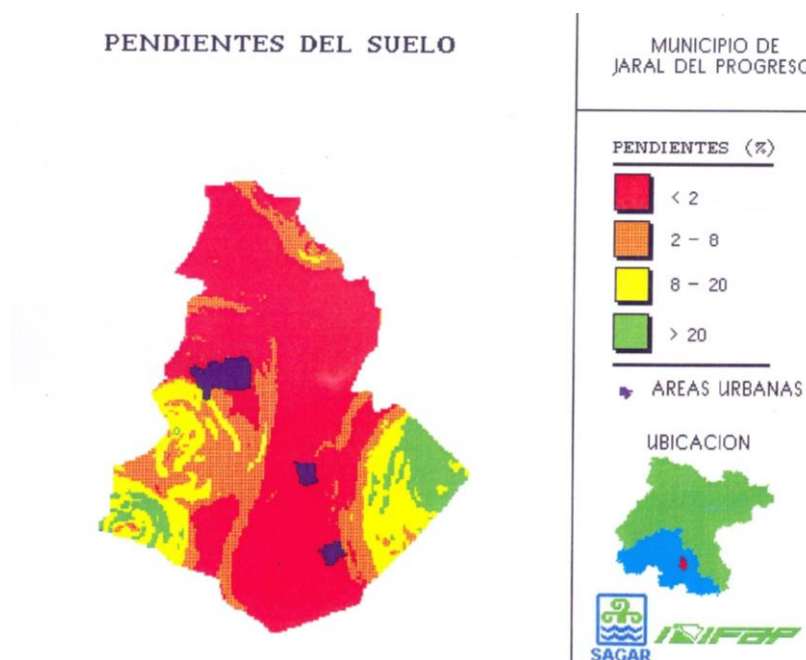 PENDIENTES DEL SUELO
MUNICIPIO DE
JARAL DEL PROGRESO
PENDIENTES (%)
< 2
2 - 8
8 - 20
> 20
AREAS URBANAS
UBICACION
SAGAR
INIFAP